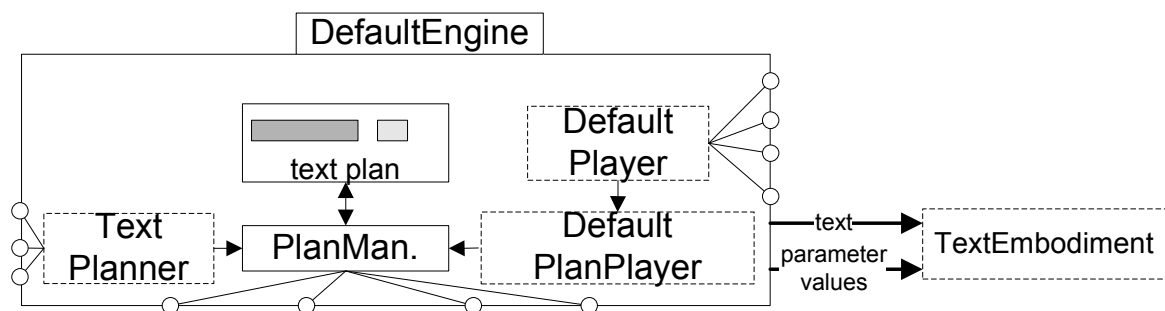 DefaultEngine
text plan
Default
Player
Text
Planner
PlanMan.
Default
PlanPlayer
text
parameter
values
TextEmbodiment